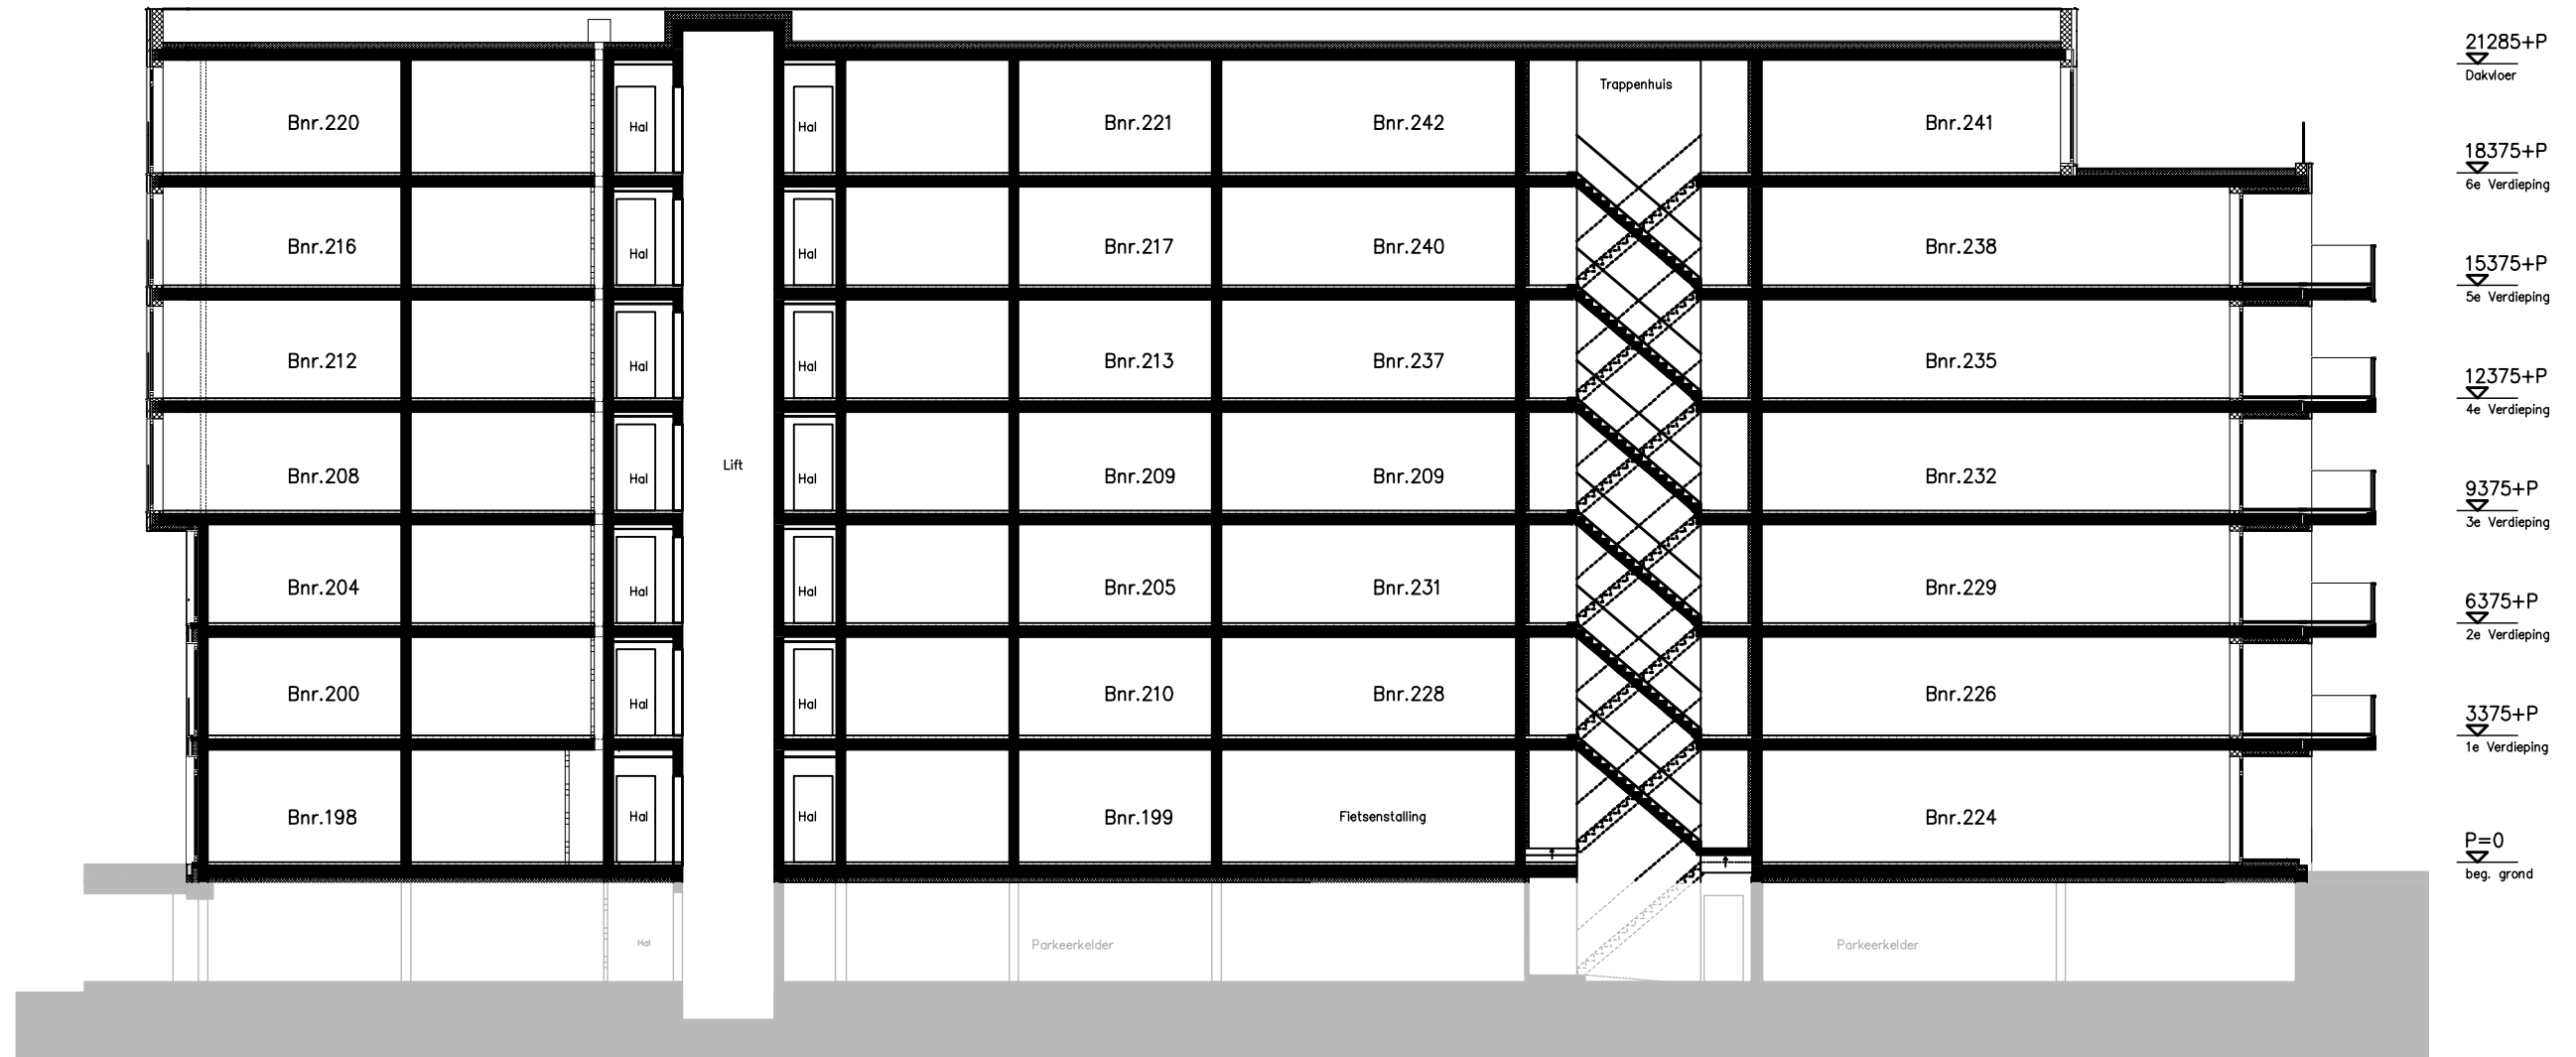 21285+P
Dakvloer
Trappenhuis
Bnr.220 Hal Hal Bnr.221 Bnr.242 Bnr.241
18375+P
6e Verdieping
Bnr.216 Hal Hal Bnr.217 Bnr.240 Bnr.238
15375+P
5e Verdieping
Bnr.212 Hal Hal Bnr.213 Bnr.237 Bnr.235
12375+P
4e Verdieping
Lift
Bnr.208 Hal Hal Bnr.209 Bnr.209 Bnr.232
9375+P
3e Verdieping
Bnr.204 Hal Hal Bnr.205 Bnr.231 Bnr.229
6375+P
2e Verdieping
Bnr.200 Hal Hal Bnr.210 Bnr.228 Bnr.226
3375+P
1e Verdieping
Bnr.198 Hal Hal Bnr.199 Fietsenstalling Bnr.224
P=0
beg. grond
Hal Parkeerkelder Parkeerkelder